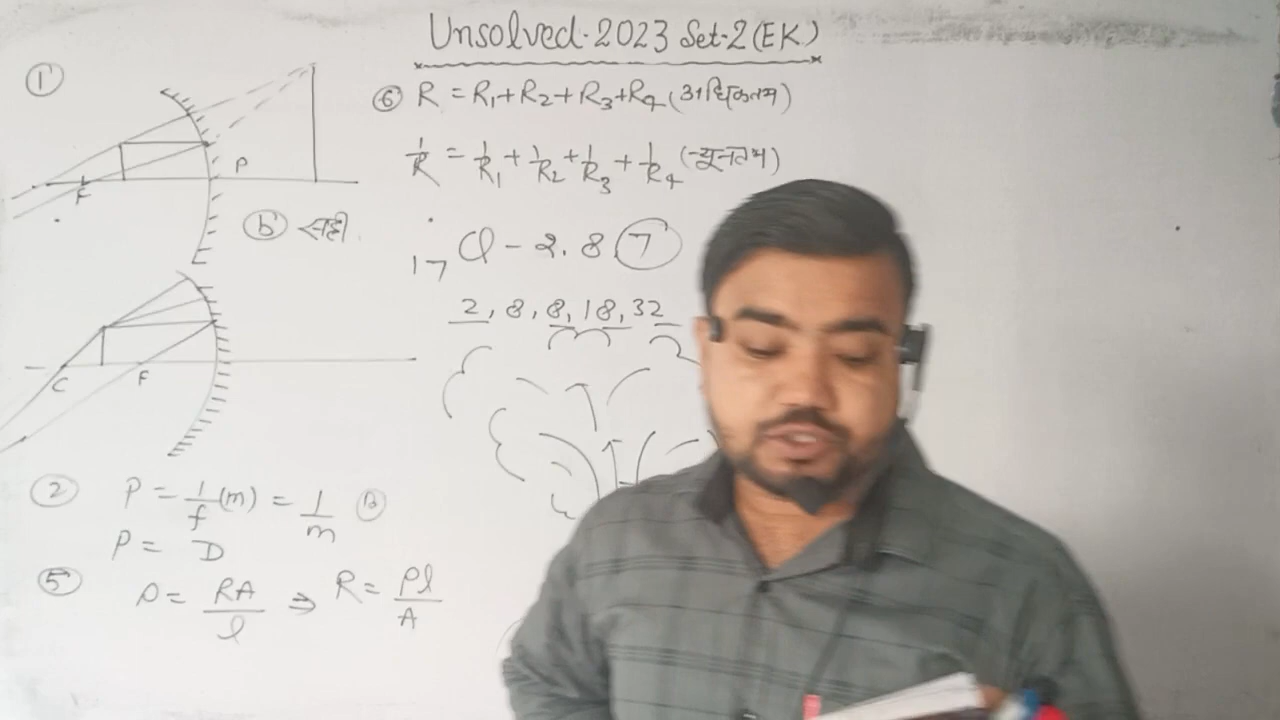 Unsolved-2023 Set-2(EK)
①
F
P
ⓑ सही
C
F
② P = 1/f (m) = 1/m Ⓑ
P = D
⑤ ρ = RA/l ⇒ R = ρl/A
⑥ R = R₁+R₂+R₃+R₄ (अधिकतम)
1/R = 1/R₁ + 1/R₂ + 1/R₃ + 1/R₄ (न्यूनतम)
17 Cl - 2. 8 ⑦
2, 8, 8, 18, 32